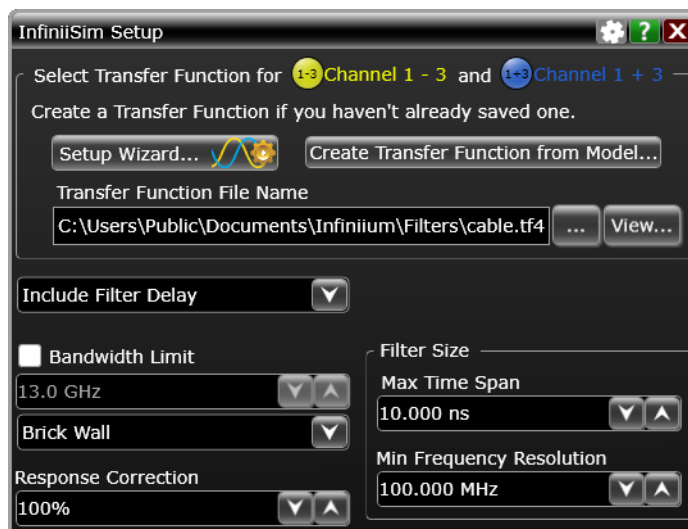 InfiniiSim Setup
?
X
Select Transfer Function for 1-3 Channel 1 - 3 and 1+3 Channel 1 + 3
Create a Transfer Function if you haven't already saved one.
Setup Wizard...
Create Transfer Function from Model...
Transfer Function File Name
C:\Users\Public\Documents\Infiniium\Filters\cable.tf4
...
View...
Include Filter Delay
Bandwidth Limit
13.0 GHz
Brick Wall
Response Correction
100%
Filter Size
Max Time Span
10.000 ns
Min Frequency Resolution
100.000 MHz